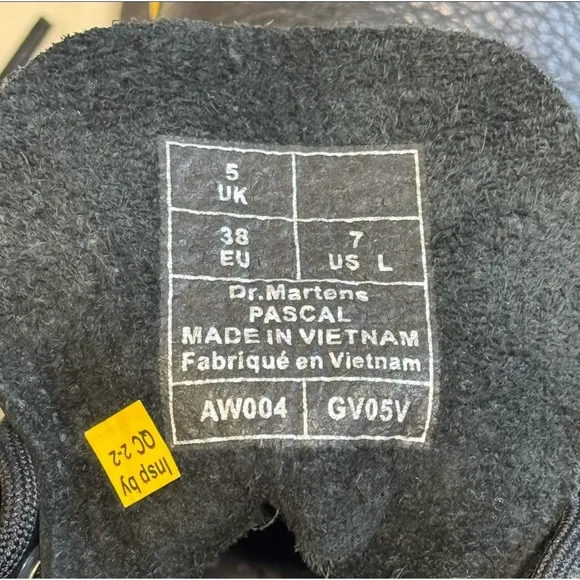 5
UK
38
EU
7
US L
Dr.Martens
PASCAL
MADE IN VIETNAM
Fabriqué en Vietnam
AW004
GV05V
Insp by
QC 2-2